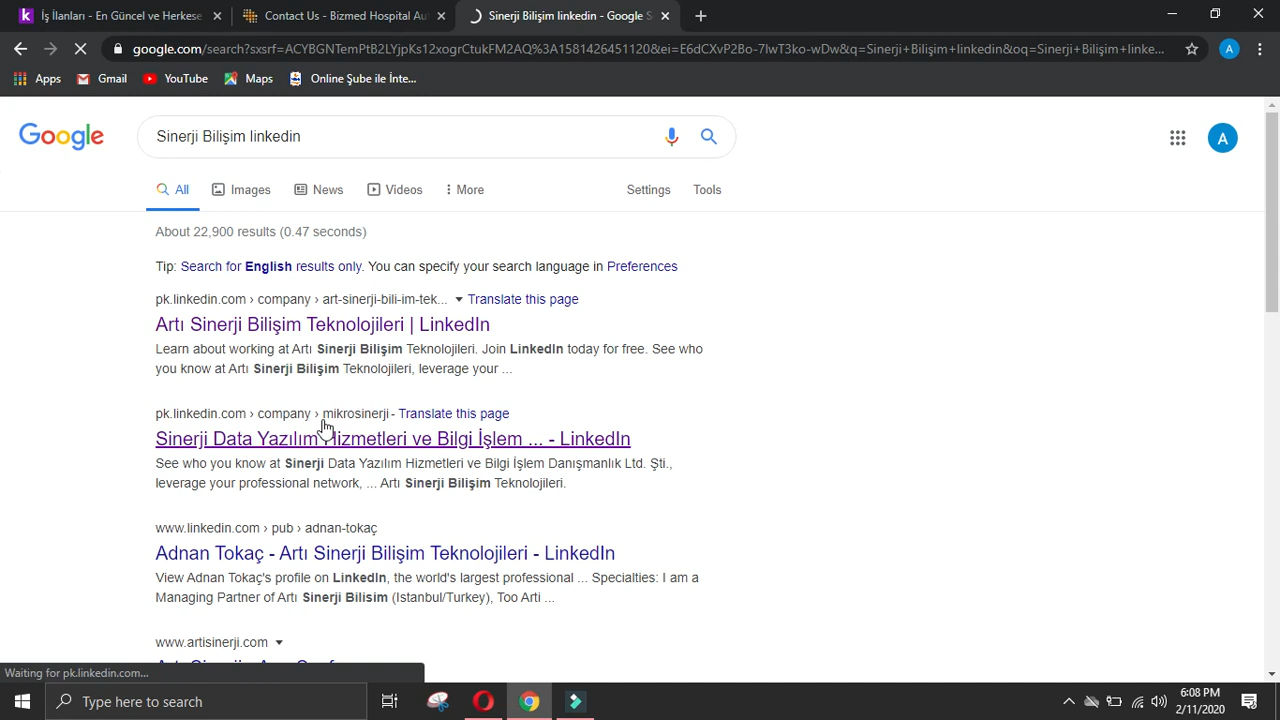 İş İlanları - En Güncel ve Herkese
Contact Us - Bizmed Hospital Aut
Sinerji Bilişim linkedin - Google S
google.com/search?sxsrf=ACYBGNTemPtB2LYjpKs12xogrCtukFM2AQ%3A1581426451120&ei=E6dCXvP2Bo-7lwT3ko-wDw&q=Sinerji+Bilişim+linkedin&oq=Sinerji+Bilişim+linke...
A
Apps
Gmail
YouTube
Maps
Online Şube ile İnte...
Google
Sinerji Bilişim linkedin
A
All
Images
News
Videos
More
Settings
Tools
About 22,900 results (0.47 seconds)
Tip: Search for English results only. You can specify your search language in Preferences
pk.linkedin.com › company › art-sinerji-bili-im-tek... Translate this page
Artı Sinerji Bilişim Teknolojileri | LinkedIn
Learn about working at Artı Sinerji Bilişim Teknolojileri. Join LinkedIn today for free. See who
you know at Artı Sinerji Bilişim Teknolojileri, leverage your ...
pk.linkedin.com › company › mikrosinerji - Translate this page
Sinerji Data Yazılım Hizmetleri ve Bilgi İşlem ... - LinkedIn
See who you know at Sinerji Data Yazılım Hizmetleri ve Bilgi İşlem Danışmanlık Ltd. Şti.,
leverage your professional network, ... Artı Sinerji Bilişim Teknolojileri.
www.linkedin.com › pub › adnan-tokaç
Adnan Tokaç - Artı Sinerji Bilişim Teknolojileri - LinkedIn
View Adnan Tokaç's profile on LinkedIn, the world's largest professional ... Specialties: I am a
Managing Partner of Artı Sinerji Bilisim (Istanbul/Turkey), Too Arti ...
www.artisinerji.com
Waiting for pk.linkedin.com...
Type here to search
6:08 PM
2/11/2020